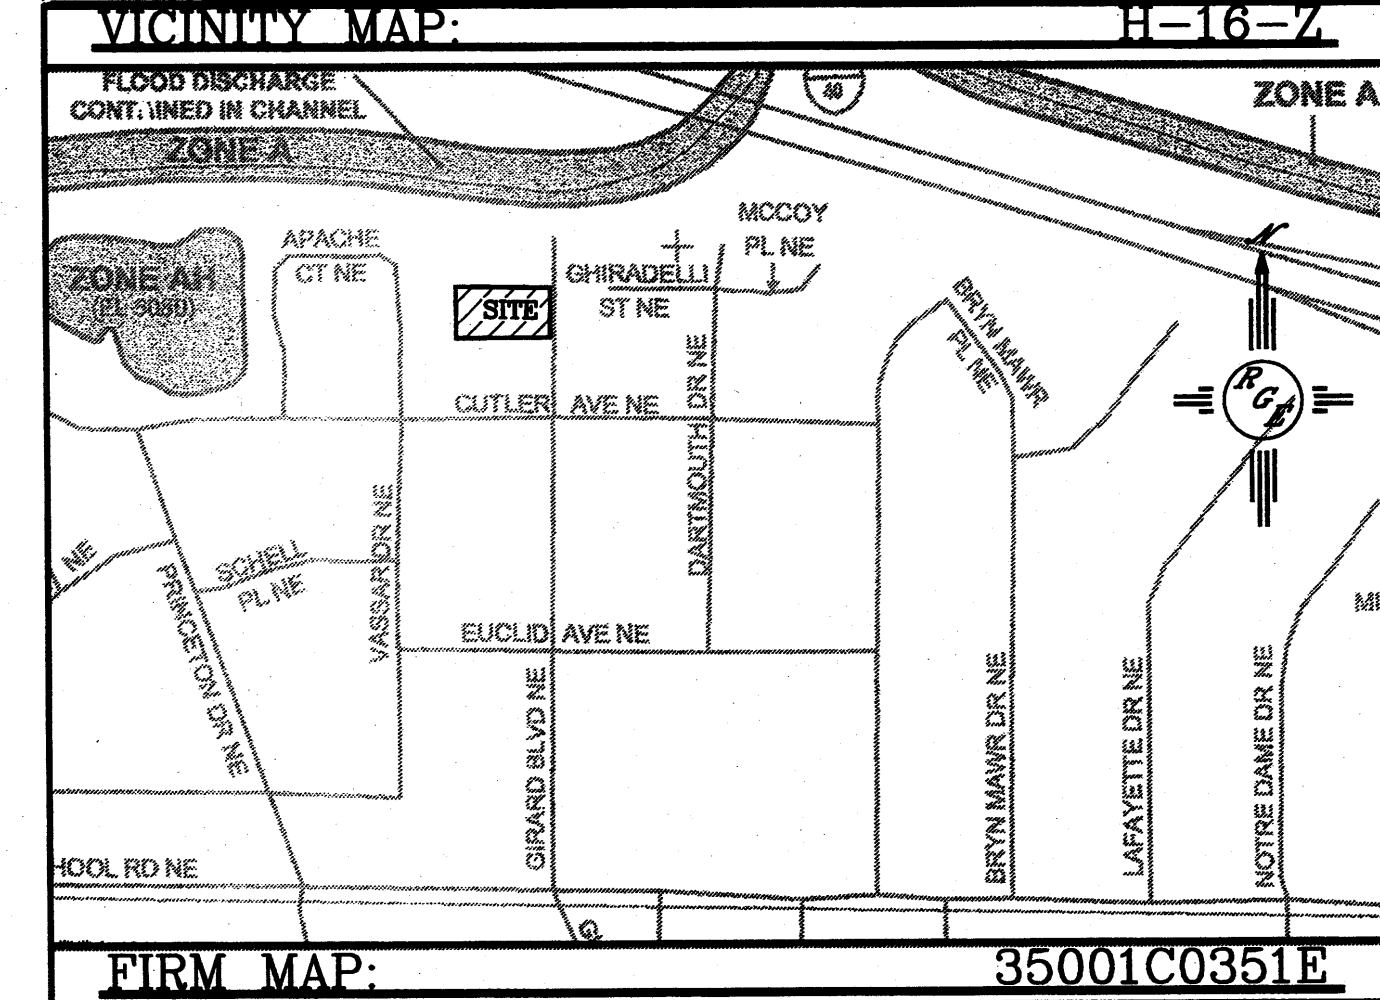 VICINITY MAP: H-16-Z
FLOOD DISCHARGE
CONTAINED IN CHANNEL
ZONE A
40
ZONE A
MCCOY
PL NE
APACHE
CT NE
ZONE AH
GHIRADELLI
ST NE
SITE
N
BRYN MAWR
PL NE
R
G
E
CUTLER AVE NE
DARTMOUTH DR NE
NE
SCHELL
PL NE
VASSAR DR NE
PRINCETON DR NE
EUCLID AVE NE
GIRARD BLVD NE
BRYN MAWR DR NE
LAFAYETTE DR NE
NOTRE DAME DR NE
MI
HOOL RD NE
G
FIRM MAP: 35001C0351E